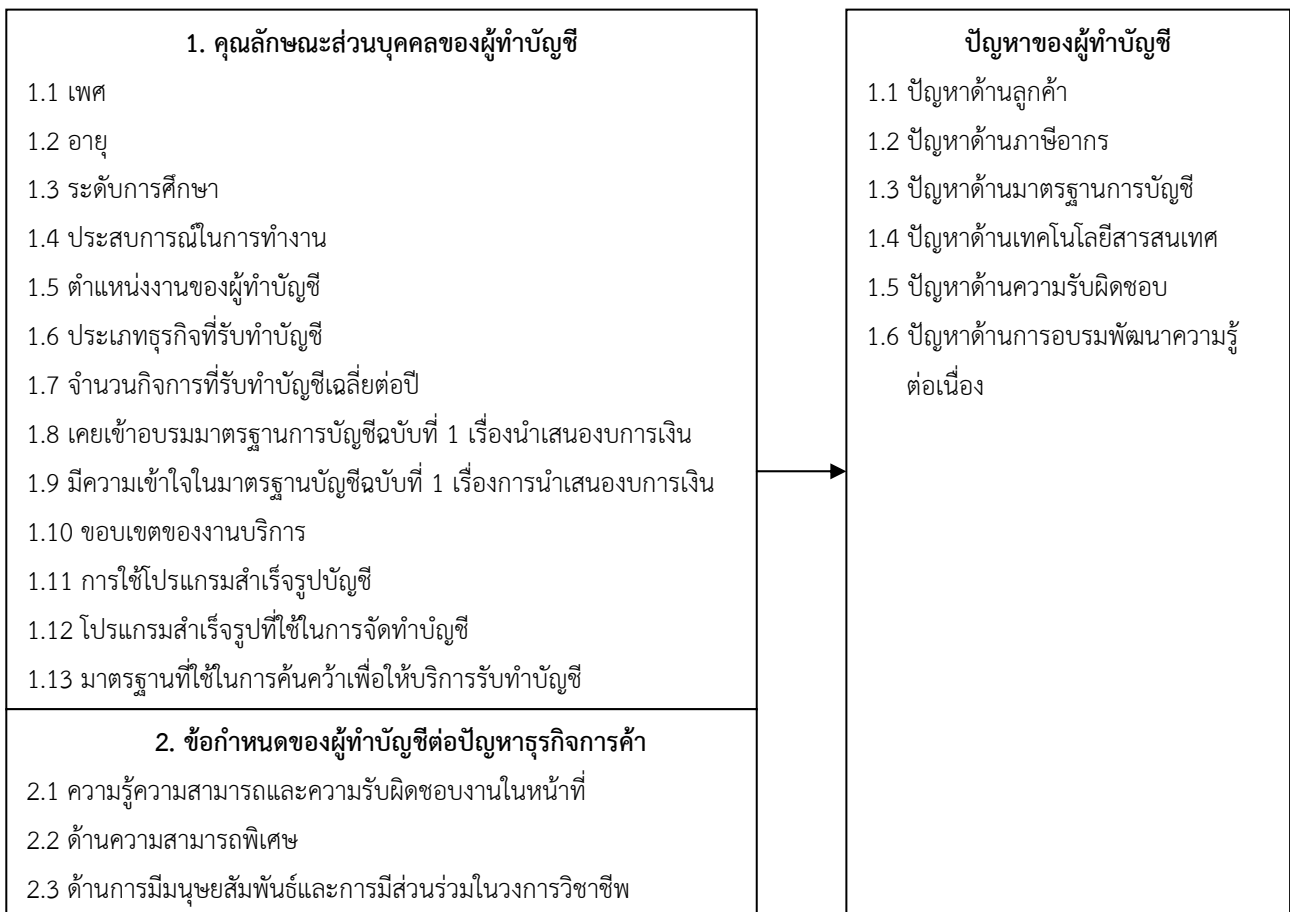 1. คุณลักษณะส่วนบุคคลของผู้ทำบัญชี
1.1 เพศ
1.2 อายุ
1.3 ระดับการศึกษา
1.4 ประสบการณ์ในการทำงาน
1.5 ตำแหน่งงานของผู้ทำบัญชี
1.6 ประเภทธุรกิจที่รับทำบัญชี
1.7 จำนวนกิจการที่รับทำบัญชีเฉลี่ยต่อปี
1.8 เคยเข้าอบรมมาตรฐานการบัญชีฉบับที่ 1 เรื่องนำเสนองบการเงิน
1.9 มีความเข้าใจในมาตรฐานบัญชีฉบับที่ 1 เรื่องการนำเสนองบการเงิน
1.10 ขอบเขตของงานบริการ
1.11 การใช้โปรแกรมสำเร็จรูปบัญชี
1.12 โปรแกรมสำเร็จรูปที่ใช้ในการจัดทำบํญชี
1.13 มาตรฐานที่ใช้ในการค้นคว้าเพื่อให้บริการรับทำบัญชี
2. ข้อกำหนดของผู้ทำบัญชีต่อปัญหาธุรกิจการค้า
2.1 ความรู้ความสามารถและความรับผิดชอบงานในหน้าที่
2.2 ด้านความสามารถพิเศษ
2.3 ด้านการมีมนุษยสัมพันธ์และการมีส่วนร่วมในวงการวิชาชีพ
ปัญหาของผู้ทำบัญชี
1.1 ปัญหาด้านลูกค้า
1.2 ปัญหาด้านภาษีอากร
1.3 ปัญหาด้านมาตรฐานการบัญชี
1.4 ปัญหาด้านเทคโนโลยีสารสนเทศ
1.5 ปัญหาด้านความรับผิดชอบ
1.6 ปัญหาด้านการอบรมพัฒนาความรู้
ต่อเนื่อง